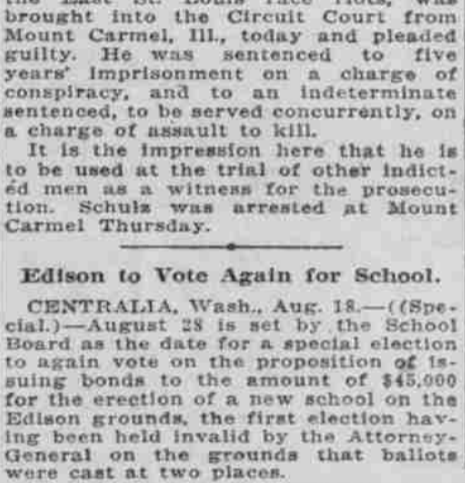 the East St. Louis race riots, was
brought into the Circuit Court from
Mount Carmel, Ill., today and pleaded
guilty. He was sentenced to five
years' imprisonment on a charge of
conspiracy, and to an indeterminate
sentenced, to be served concurrently, on
a charge of assault to kill.
It is the impression here that he is
to be used at the trial of other indict-
ed men as a witness for the prosecu-
tion. Schulz was arrested at Mount
Carmel Thursday.
Edison to Vote Again for School.
CENTRALIA, Wash., Aug. 18.—((Spe-
cial.)—August 28 is set by the School
Board as the date for a special election
to again vote on the proposition of is-
suing bonds to the amount of $45,000
for the erection of a new school on the
Edison grounds, the first election hav-
ing been held invalid by the Attorney-
General on the grounds that ballots
were cast at two places.